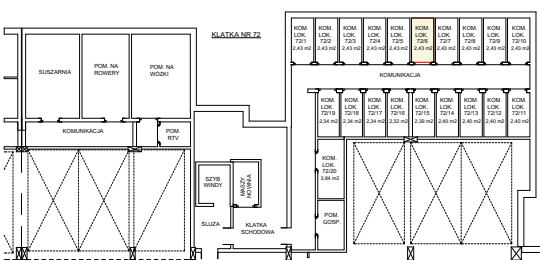 KLATKA NR 72
KOM. LOK. 72/1 2,43 m2
KOM. LOK. 72/2 2,43 m2
KOM. LOK. 72/3 2,43 m2
KOM. LOK. 72/4 2,43 m2
KOM. LOK. 72/5 2,43 m2
KOM. LOK. 72/6 2,43 m2
KOM. LOK. 72/7 2,43 m2
KOM. LOK. 72/8 2,43 m2
KOM. LOK. 72/9 2,43 m2
KOM. LOK. 72/10 2,43 m2
SUSZARNIA
POM. NA ROWERY
POM. NA WÓZKI
KOMUNIKACJA
KOM. LOK. 72/19 2,34 m2
KOM. LOK. 72/18 2,34 m2
KOM. LOK. 72/17 2,34 m2
KOM. LOK. 72/16 2,32 m2
KOM. LOK. 72/15 2,39 m2
KOM. LOK. 72/14 2,40 m2
KOM. LOK. 72/13 2,40 m2
KOM. LOK. 72/12 2,40 m2
KOM. LOK. 72/11 2,40 m2
KOMUNIKACJA
POM. RTV
KOM. LOK. 72/20 3,84 m2
SZYB WINDY
MASZY NOWNIA
ŚLUZA
KLATKA SCHODOWA
POM. GOSP.